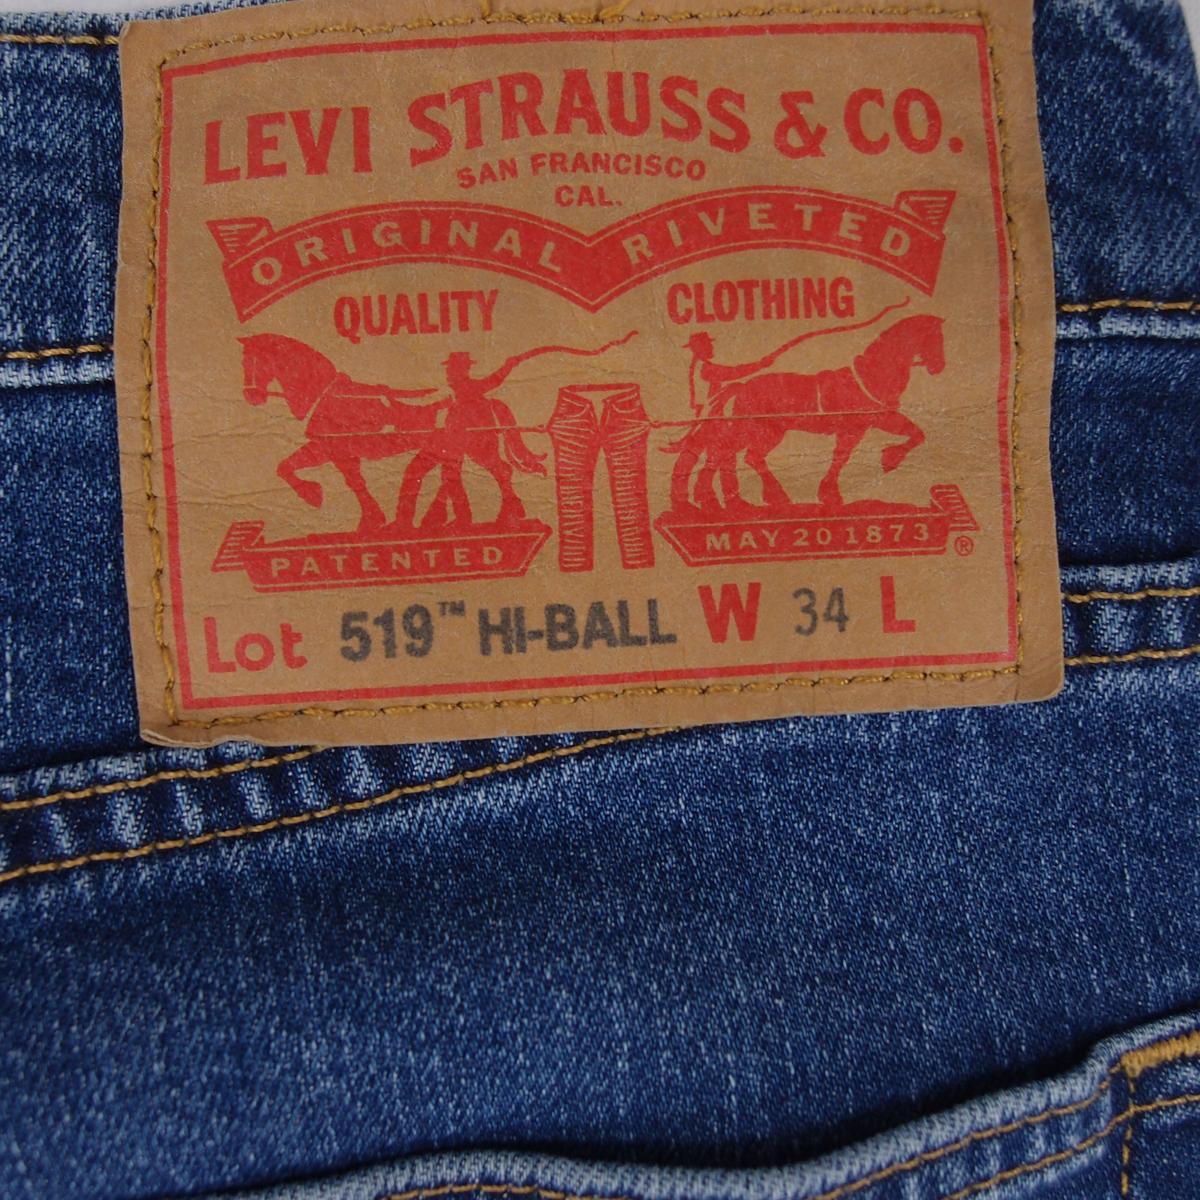 LEVI STRAUSS & CO.
SAN FRANCISCO
CAL.
ORIGINAL RIVETED
QUALITY CLOTHING
PATENTED MAY 20 1873 ®
Lot 519™ HI-BALL W 34 L